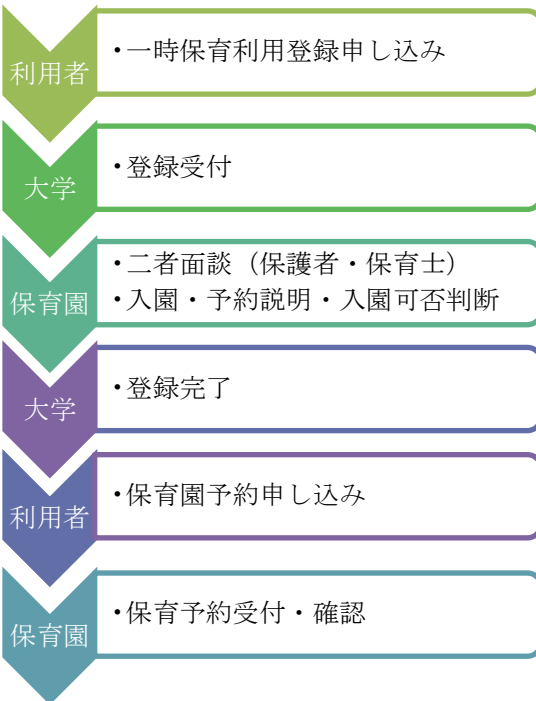 利用者
・一時保育利用登録申し込み
大学
・登録受付
保育園
・二者面談（保護者・保育士）
・入園・予約説明・入園可否判断
大学
・登録完了
利用者
・保育園予約申し込み
保育園
・保育予約受付・確認